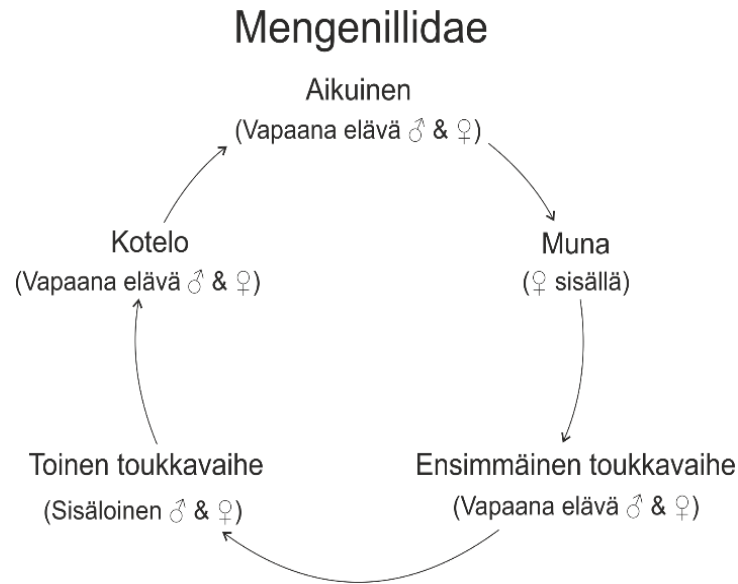 Mengenillidae
Aikuinen
(Vapaana elävä ♂ & ♀)
Muna
(♀ sisällä)
Ensimmäinen toukkavaihe
(Vapaana elävä ♂ & ♀)
Toinen toukkavaihe
(Sisäloinen ♂ & ♀)
Kotelo
(Vapaana elävä ♂ & ♀)